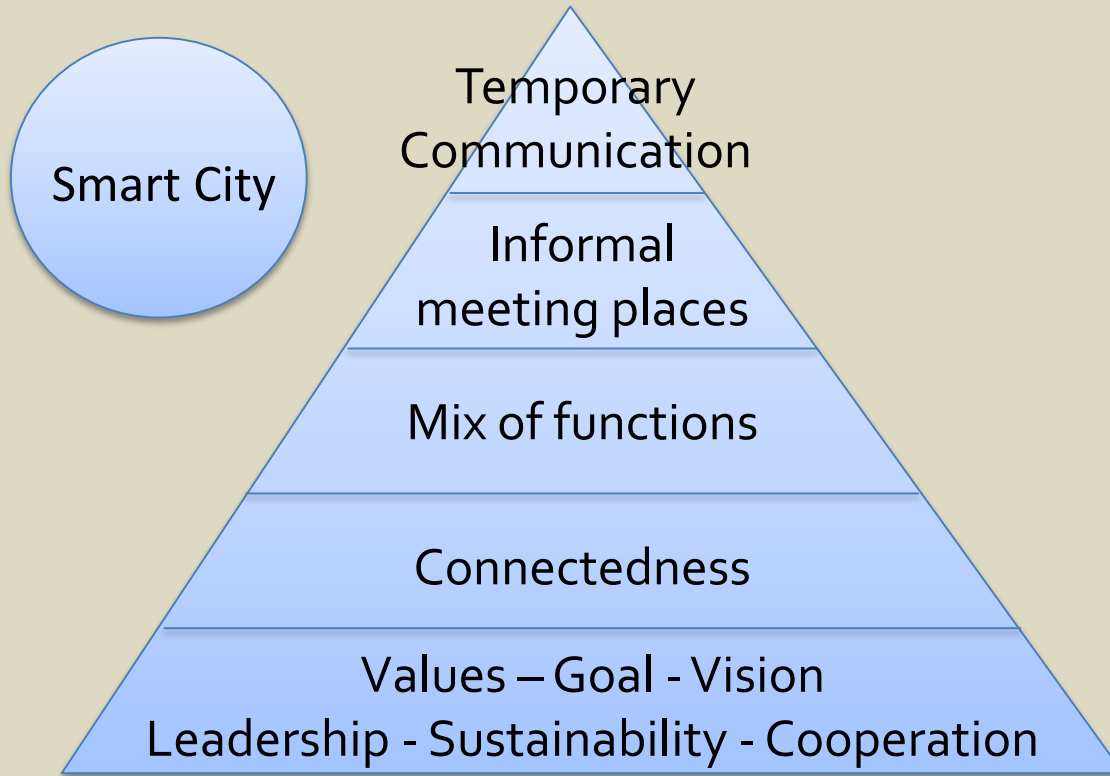 Smart City
Temporary
Communication
Informal
meeting places
Mix of functions
Connectedness
Values – Goal - Vision
Leadership - Sustainability - Cooperation